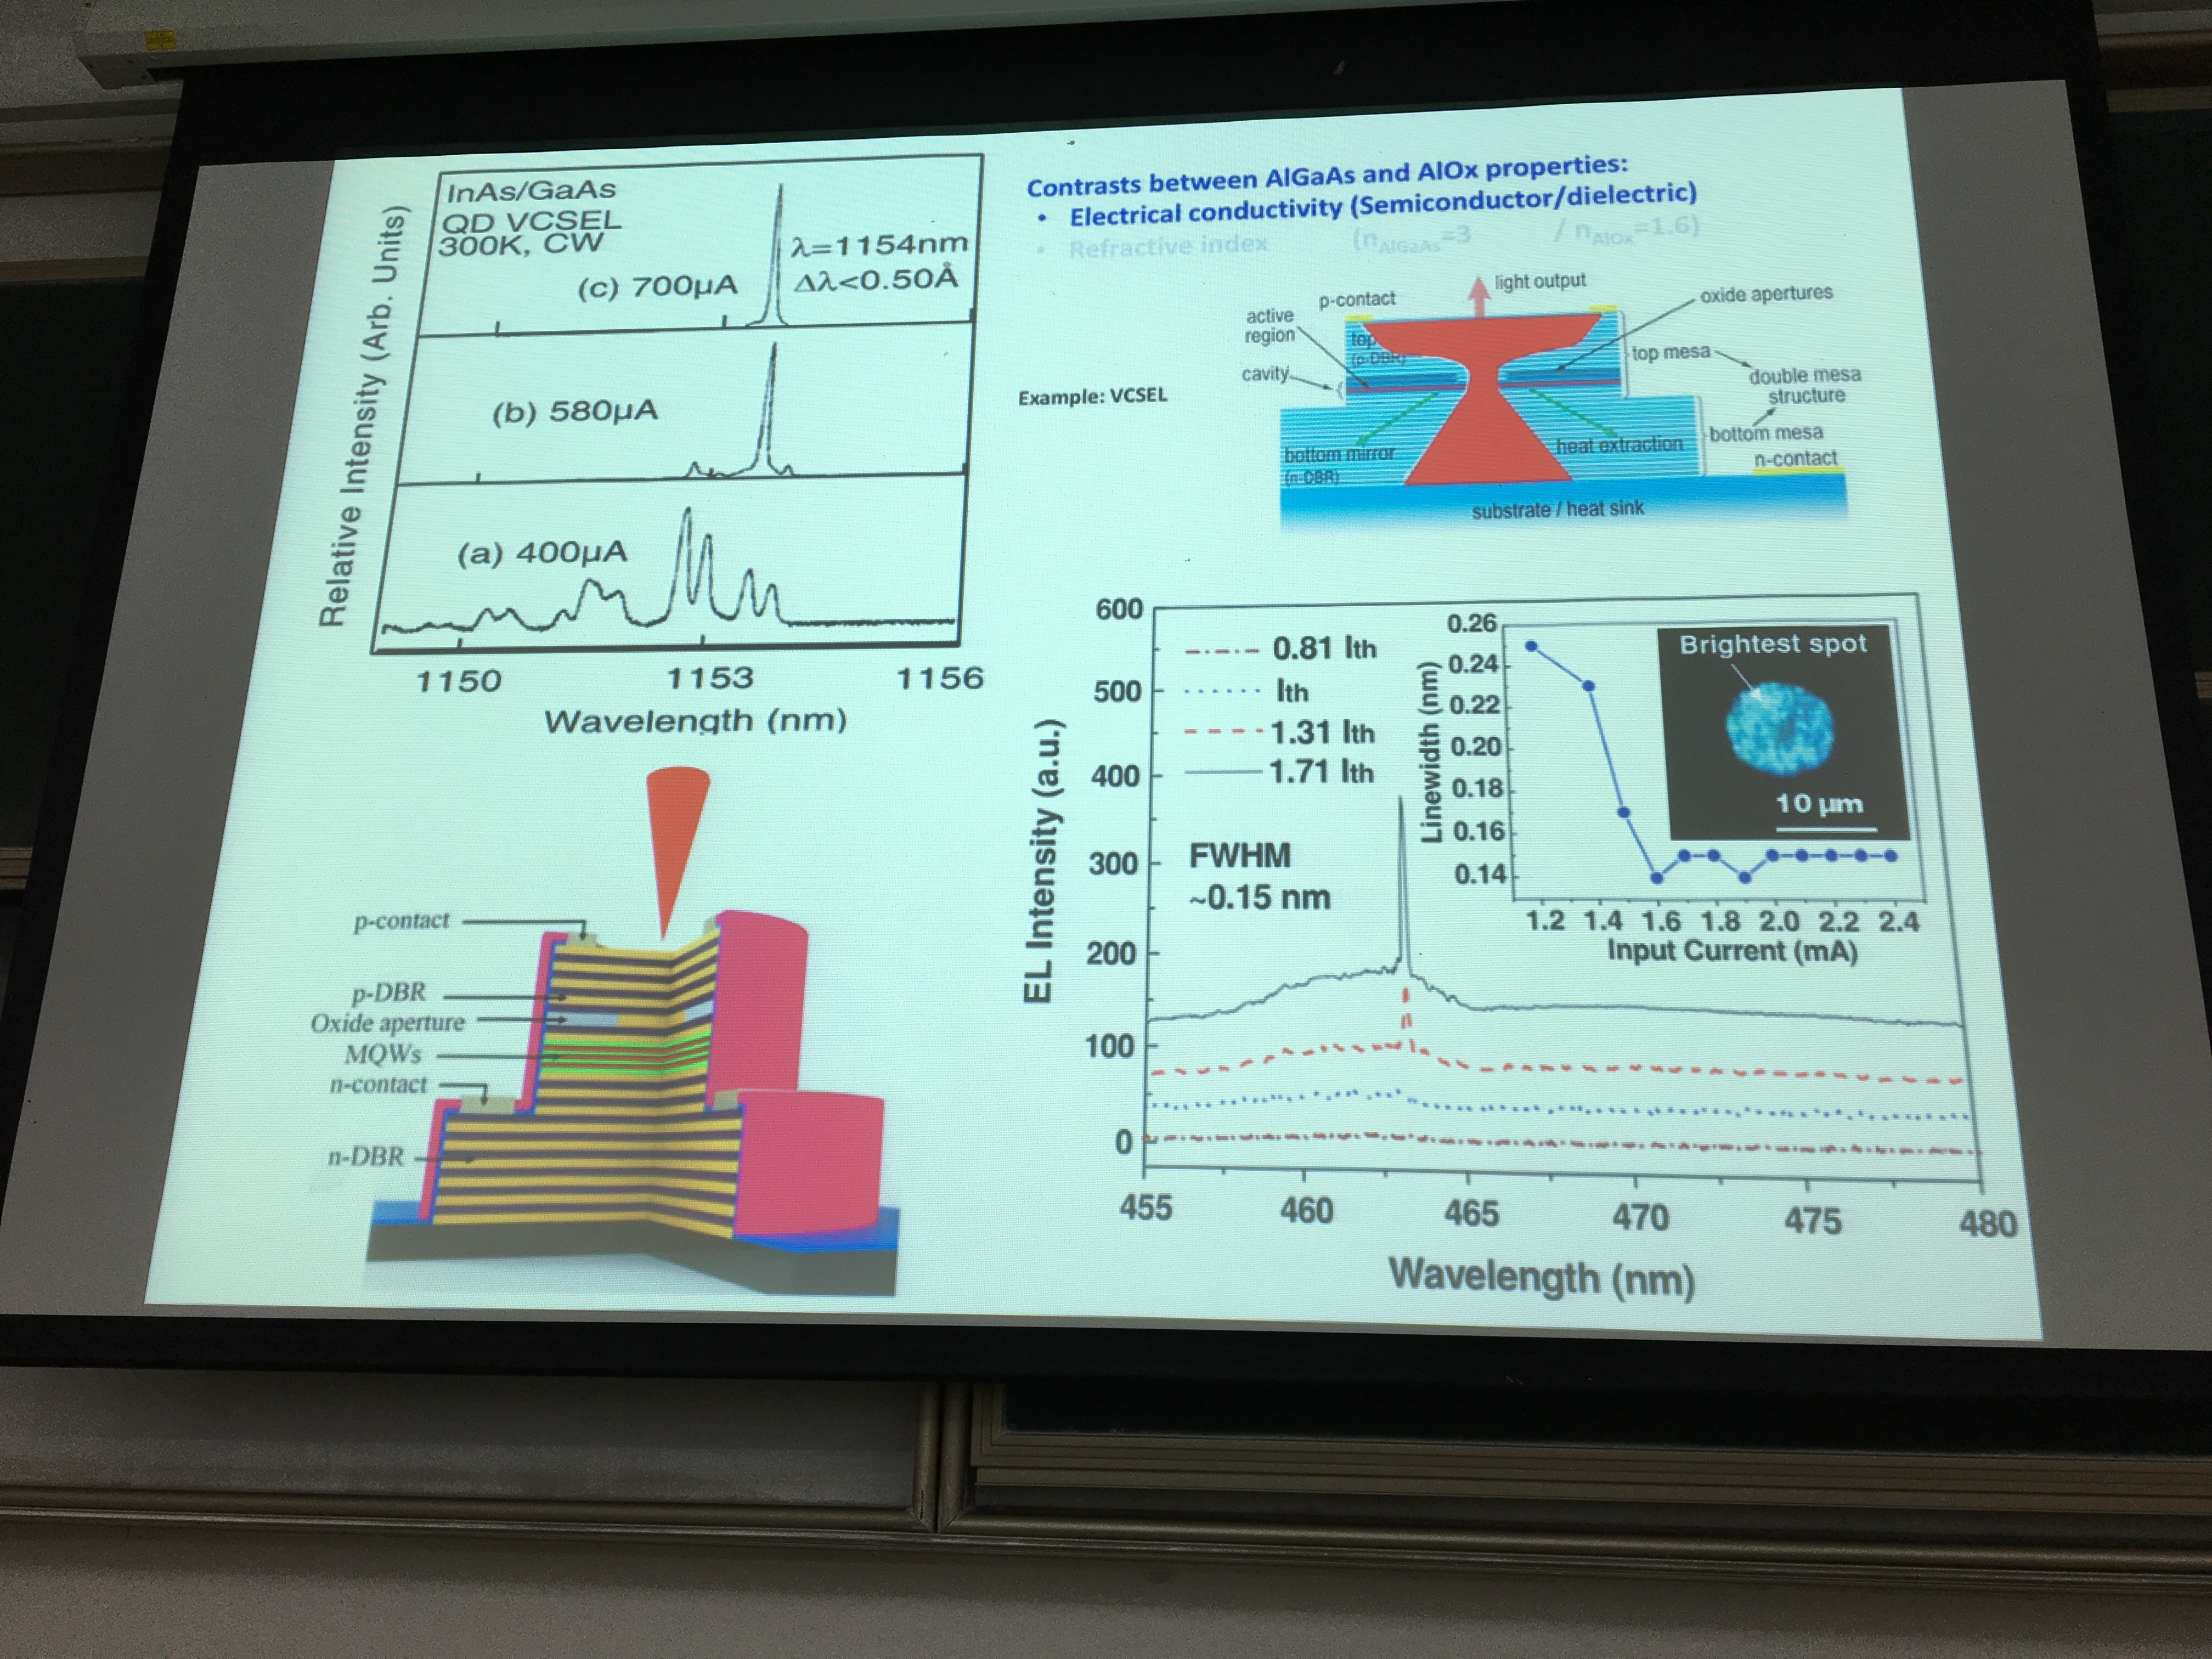 InAs/GaAs
QD VCSEL
300K, CW
(c) 700µA
λ=1154nm
Δλ<0.50Å
(b) 580µA
(a) 400µA
Relative Intensity (Arb. Units)
1150 1153 1156
Wavelength (nm)
Contrasts between AlGaAs and AlOx properties:
• Electrical conductivity (Semiconductor/dielectric)
• Refractive index (nAlGaAs=3 / nAlOx=1.6)
Example: VCSEL
light output
p-contact
oxide apertures
active
region
top
(p-DBR)
top mesa
cavity
double mesa
structure
bottom mirror
(n-DBR)
heat extraction
bottom mesa
n-contact
substrate / heat sink
p-contact
p-DBR
Oxide aperture
MQWs
n-contact
n-DBR
EL Intensity (a.u.)
600
500
400
300
200
100
0
0.81 Ith
Ith
1.31 Ith
1.71 Ith
FWHM
~0.15 nm
Linewidth (nm)
0.26
0.24
0.22
0.20
0.18
0.16
0.14
Brightest spot
10 µm
1.2 1.4 1.6 1.8 2.0 2.2 2.4
Input Current (mA)
455 460 465 470 475 480
Wavelength (nm)